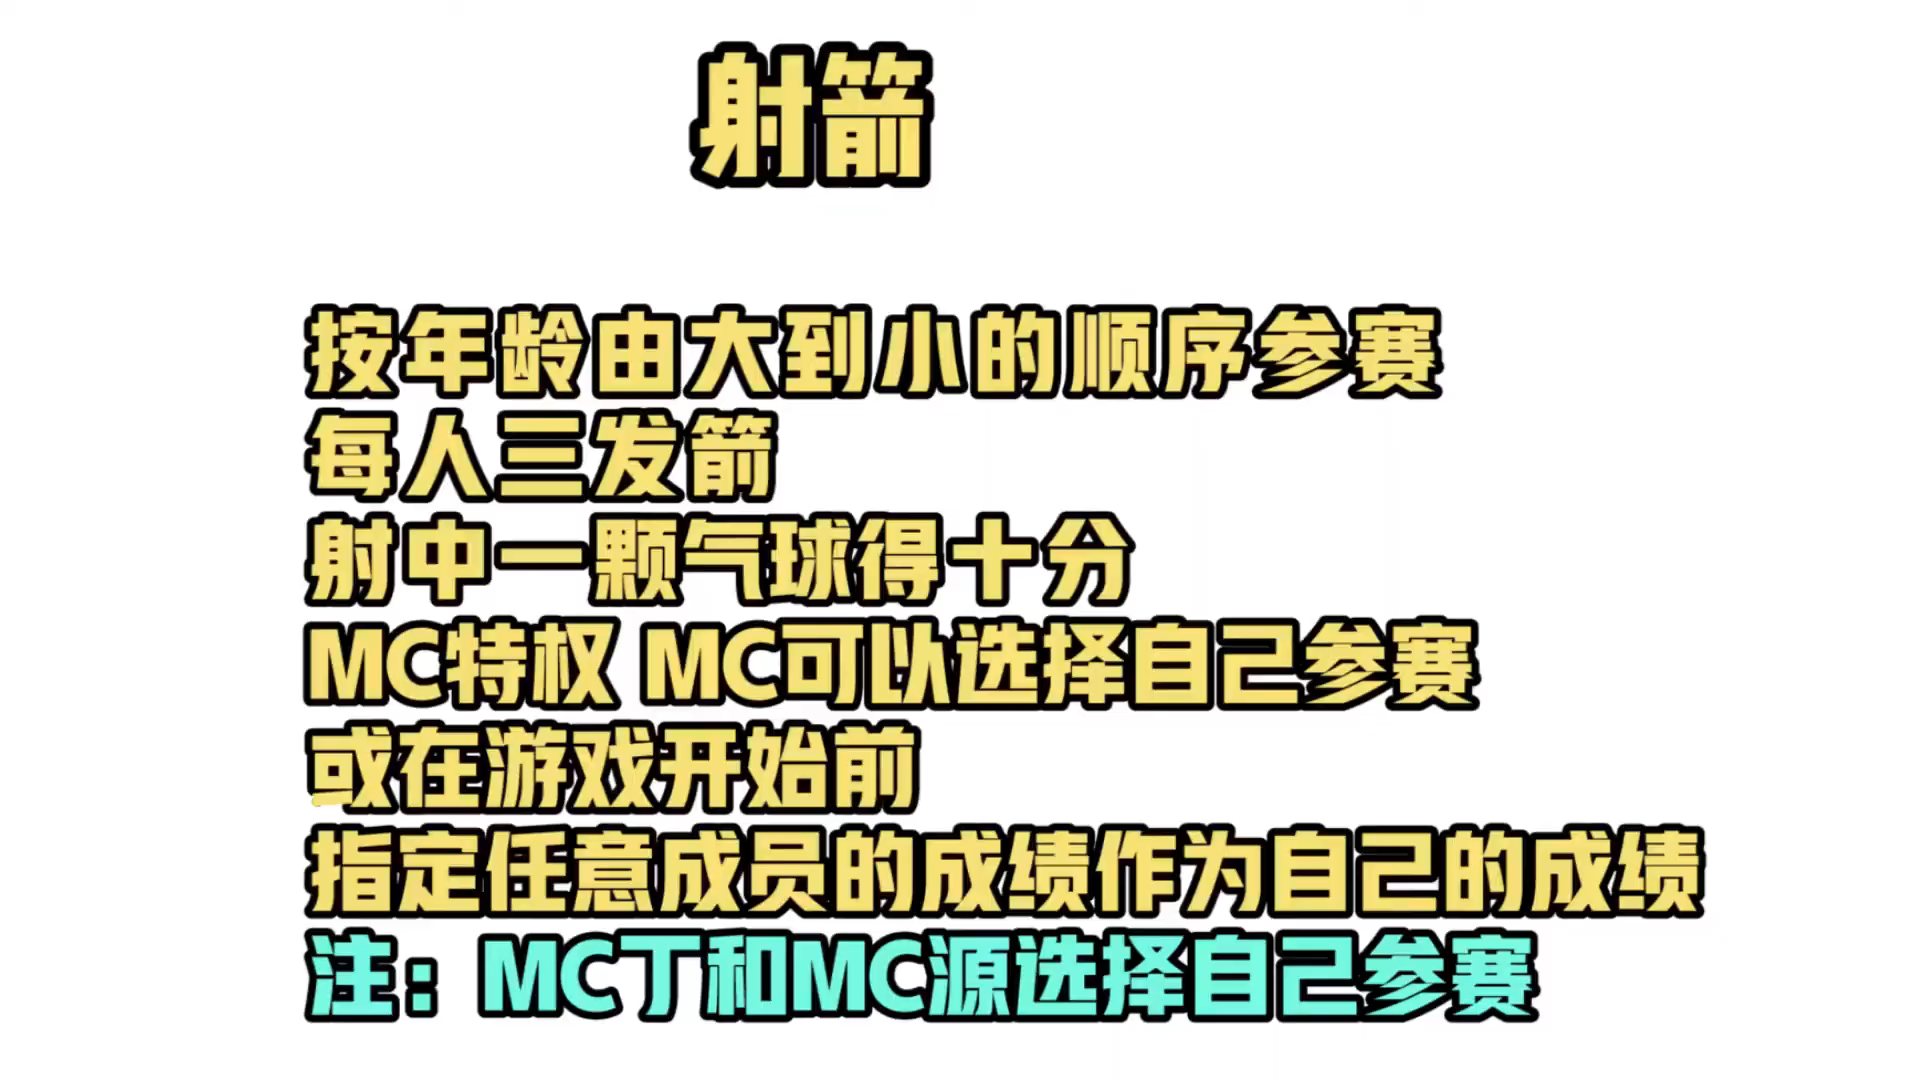 射箭
按年龄由大到小的顺序参赛
每人三发箭
射中一颗气球得十分
MC特权 MC可以选择自己参赛
或在游戏开始前
指定任意成员的成绩作为自己的成绩
注：MC丁和MC源选择自己参赛